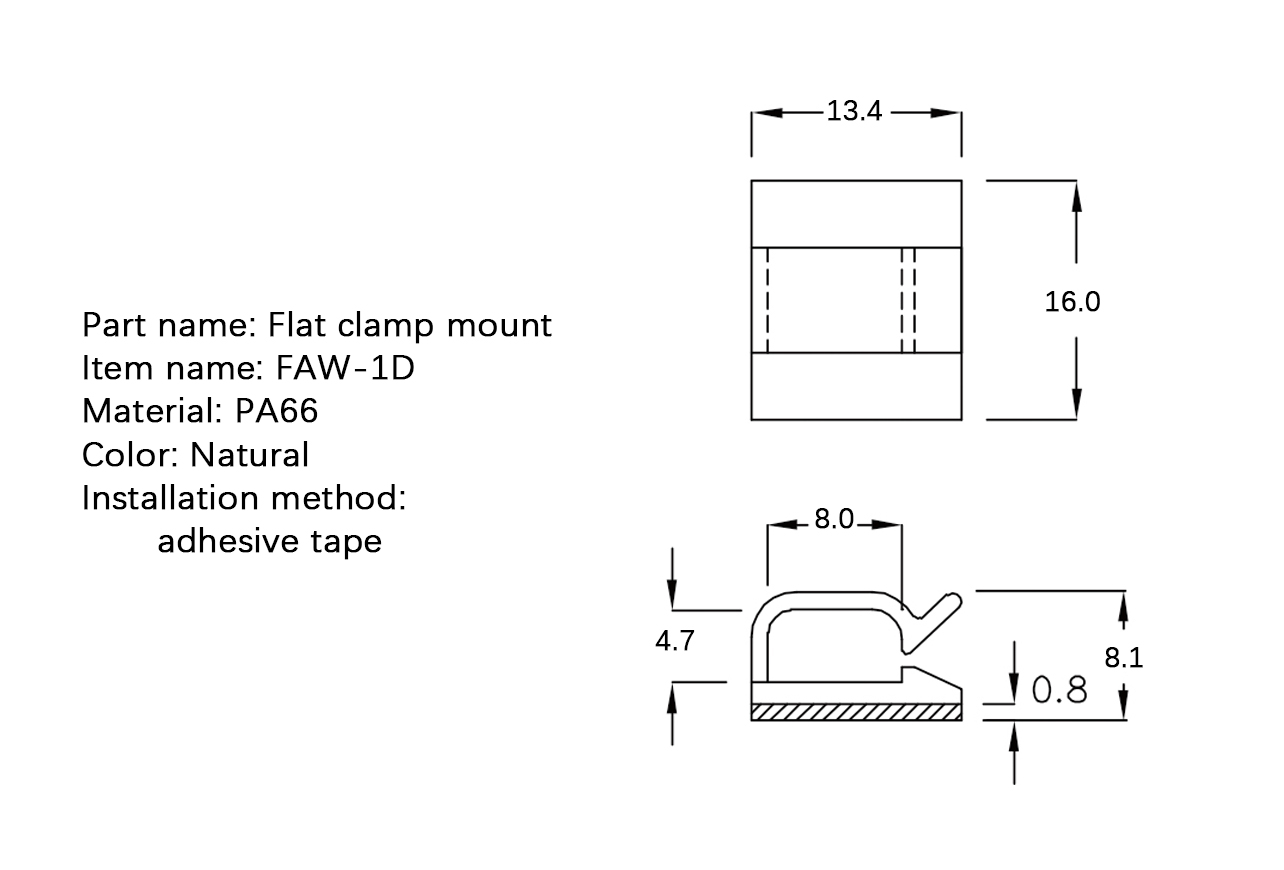 Part name: Flat clamp mount
Item name: FAW-1D
Material: PA66
Color: Natural
Installation method:
adhesive tape
13.4
16.0
8.0
4.7
8.1
0.8